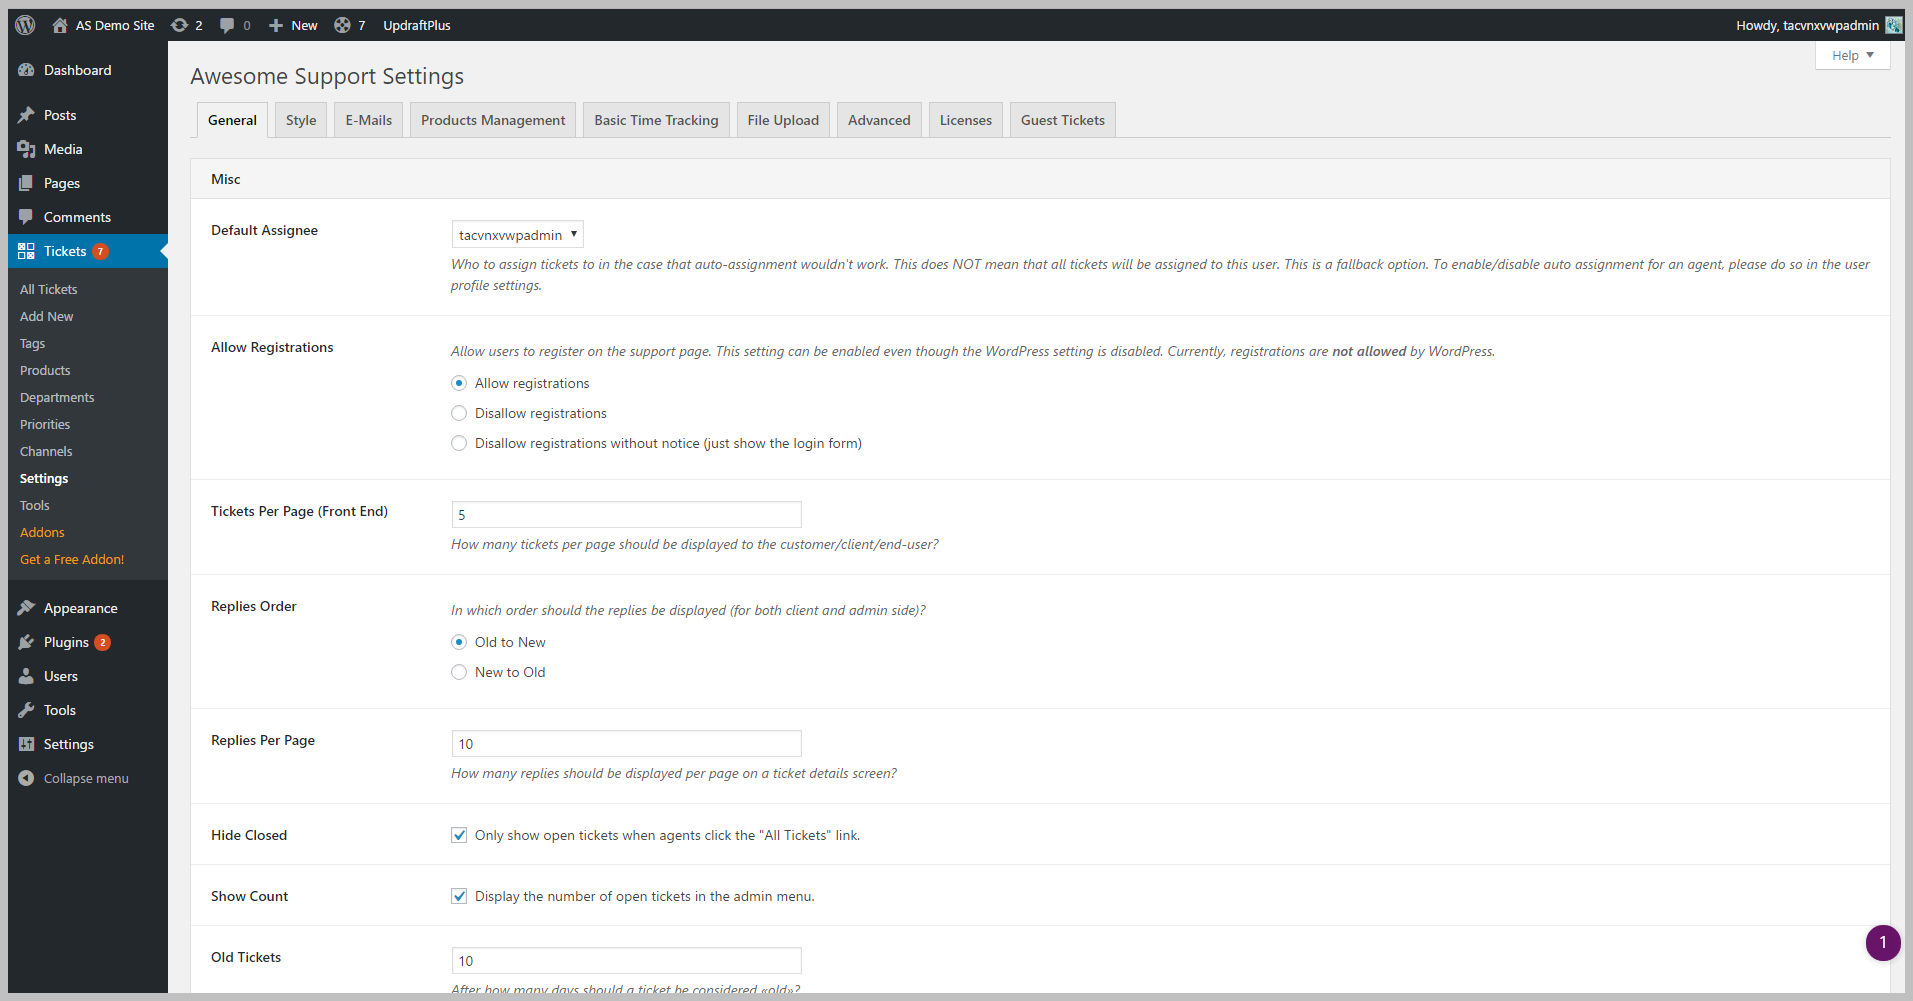 AS Demo Site 2 0 New 7 UpdraftPlus Howdy, tacvnxvwpadmin
Help
Dashboard
Posts
Media
Pages
Comments
Tickets 7
All Tickets
Add New
Tags
Products
Departments
Priorities
Channels
Settings
Tools
Addons
Get a Free Addon!
Appearance
Plugins 2
Users
Tools
Settings
Collapse menu
Awesome Support Settings
General Style E-Mails Products Management Basic Time Tracking File Upload Advanced Licenses Guest Tickets
Misc
Default Assignee
tacvnxvwpadmin
Who to assign tickets to in the case that auto-assignment wouldn't work. This does NOT mean that all tickets will be assigned to this user. This is a fallback option. To enable/disable auto assignment for an agent, please do so in the user
profile settings.
Allow Registrations
Allow users to register on the support page. This setting can be enabled even though the WordPress setting is disabled. Currently, registrations are not allowed by WordPress.
Allow registrations
Disallow registrations
Disallow registrations without notice (just show the login form)
Tickets Per Page (Front End)
5
How many tickets per page should be displayed to the customer/client/end-user?
Replies Order
In which order should the replies be displayed (for both client and admin side)?
Old to New
New to Old
Replies Per Page
10
How many replies should be displayed per page on a ticket details screen?
Hide Closed
Only show open tickets when agents click the "All Tickets" link.
Show Count
Display the number of open tickets in the admin menu.
Old Tickets
10
After how many days should a ticket be considered «old»?
1